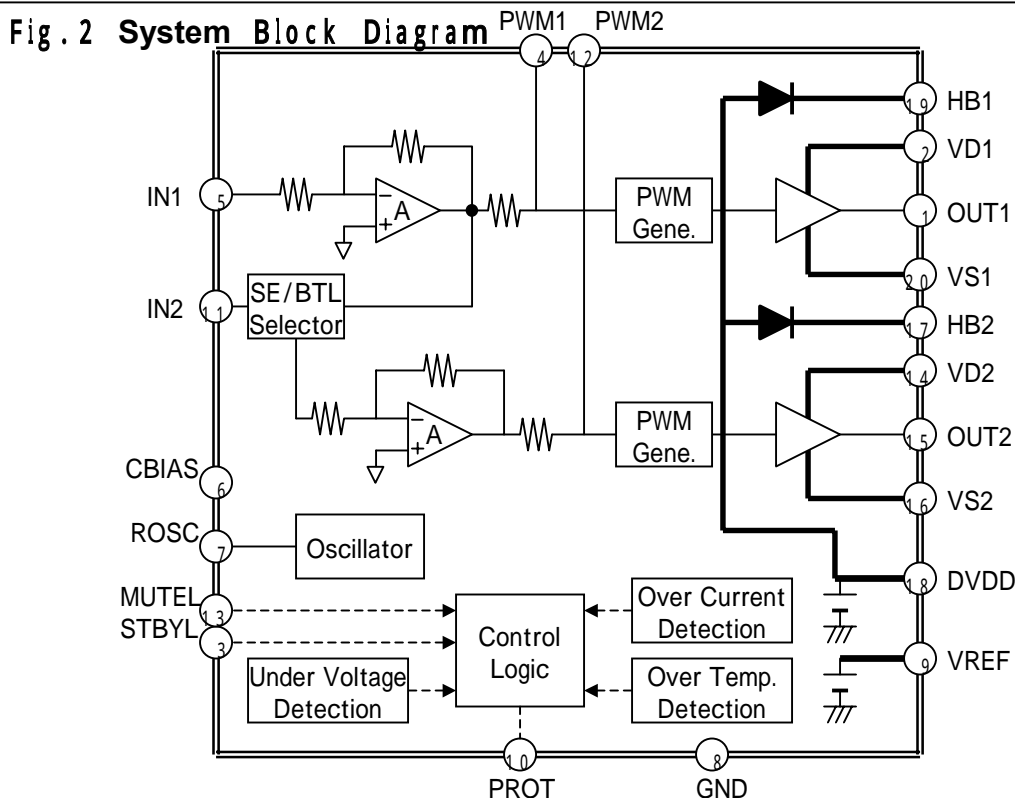 Fig.2 System Block Diagram
PWM1 PWM2
4 12
19 HB1
2 VD1
IN1 5
- A +
PWM
Gene.
1 OUT1
20 VS1
IN2 11
SE/BTL
Selector
17 HB2
14 VD2
- A +
PWM
Gene.
15 OUT2
CBIAS 6
16 VS2
ROSC 7
Oscillator
18 DVDD
MUTEL 13
STBYL 3
Control
Logic
Over Current
Detection
9 VREF
Under Voltage
Detection
Over Temp.
Detection
10 8
PROT GND